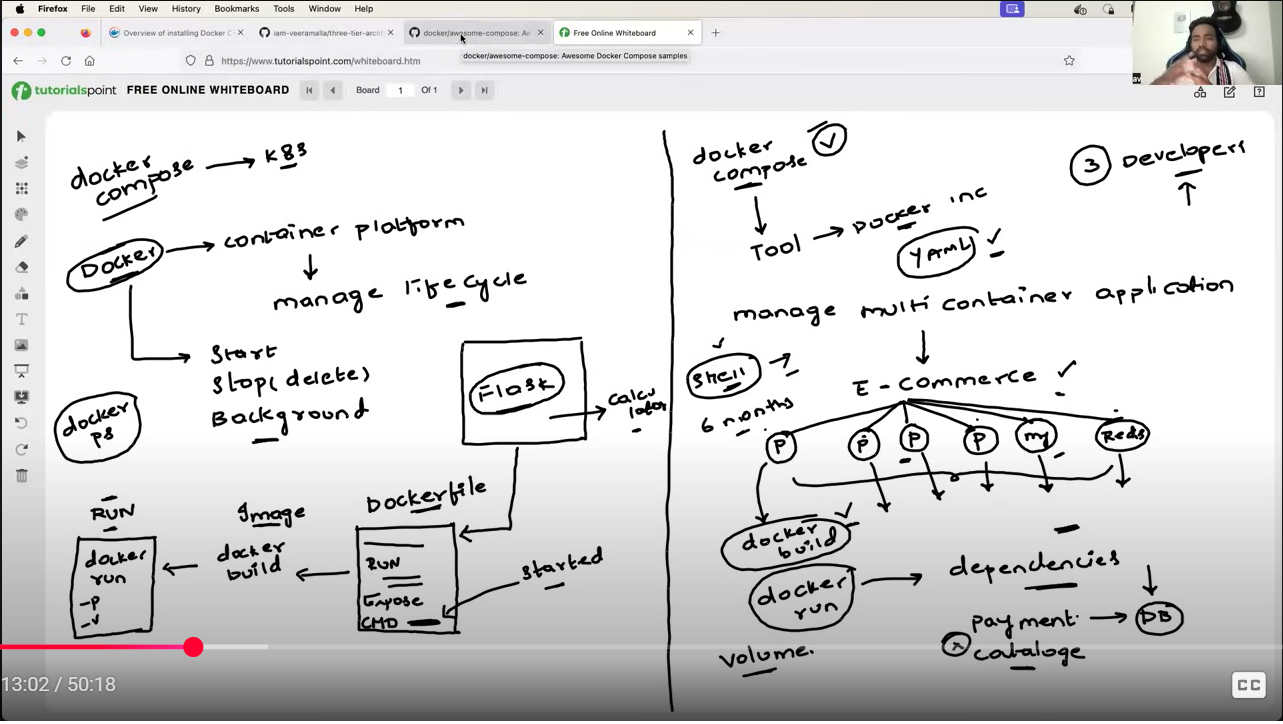 Firefox File Edit View History Bookmarks Tools Window Help
Overview of installing Docker C
iam-veeramalla/three-tier-arch
docker/awesome-compose: Aw
Free Online Whiteboard
docker/awesome-compose: Awesome Docker Compose samples
https://www.tutorialspoint.com/whiteboard.htm
tutorialspoint FREE ONLINE WHITEBOARD Board 1 Of 1
docker compose → K8s
Docker → container platform
manage lifecycle
Start
Stop(delete)
Background
docker
ps
Flask
calcu
lator
Dockerfile
RUN
Expose
CMD
started
Image
docker
build
RUN
docker
run
-p
-v
docker
compose
3 Developers
Tool → Docker inc
YAML
manage multi container application
Shell
6 months
E-commerce
P P P P my Redis
docker
build
docker
run
dependencies
payment → DB
x cataloge
volume.
13:02 / 50:18
CC